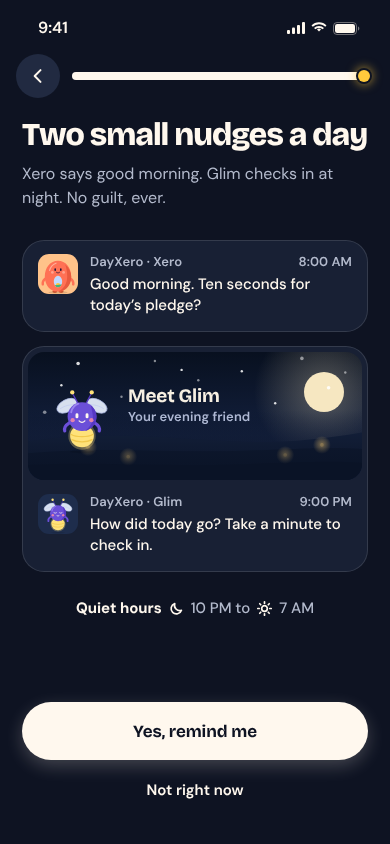 9:41
Two small nudges a day
Xero says good morning. Glim checks in at
night. No guilt, ever.
DayXero · Xero 8:00 AM
Good morning. Ten seconds for
today’s pledge?
Meet Glim
Your evening friend
DayXero · Glim 9:00 PM
How did today go? Take a minute to
check in.
Quiet hours 10 PM to 7 AM
Yes, remind me
Not right now